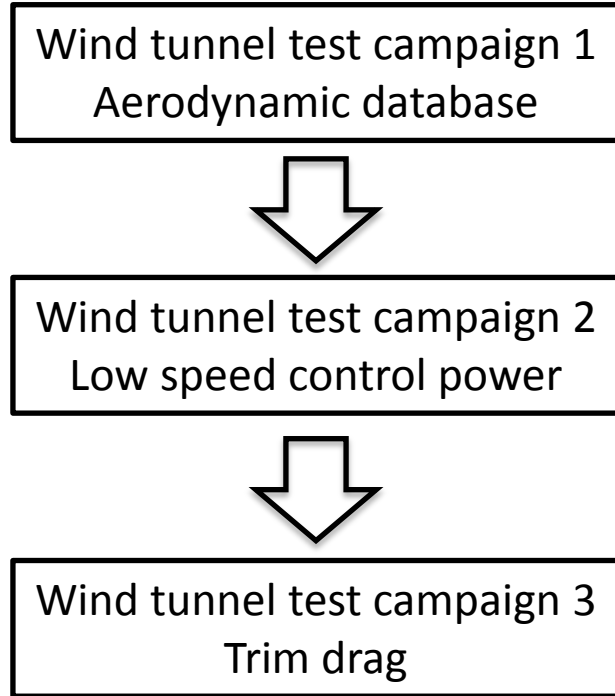 Wind tunnel test campaign 1
Aerodynamic database
Wind tunnel test campaign 2
Low speed control power
Wind tunnel test campaign 3
Trim drag